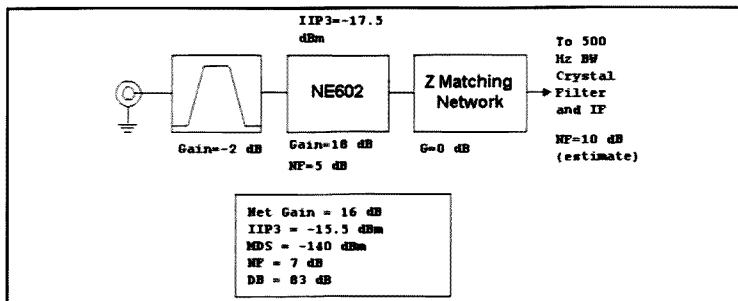 IIP3=-17.5
dBm
To 500
Hz BW
Crystal
Filter
and IF
NF=10 dB
(estimate)
NE602
Z Matching
Network
Gain=-2 dB
Gain=18 dB
NF=5 dB
G=0 dB
Net Gain = 16 dB
IIP3 = -15.5 dBm
MDS = -140 dBm
NF = 7 dB
DB = 83 dB